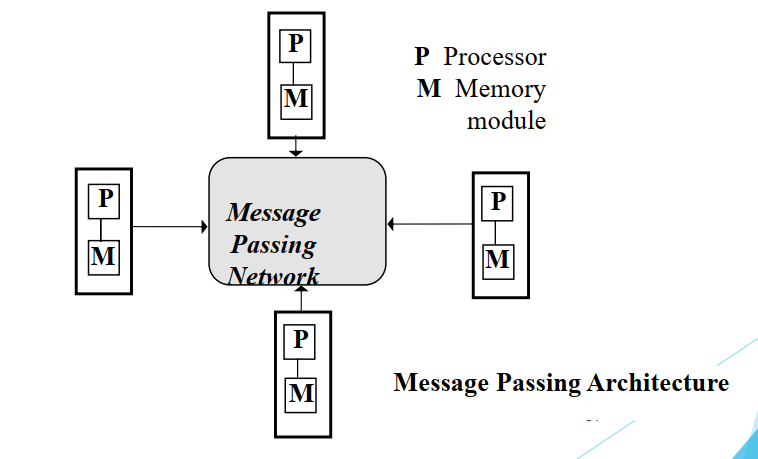 P
M
P Processor
M Memory
module
P
M
Message
Passing
Network
P
M
P
M
Message Passing Architecture